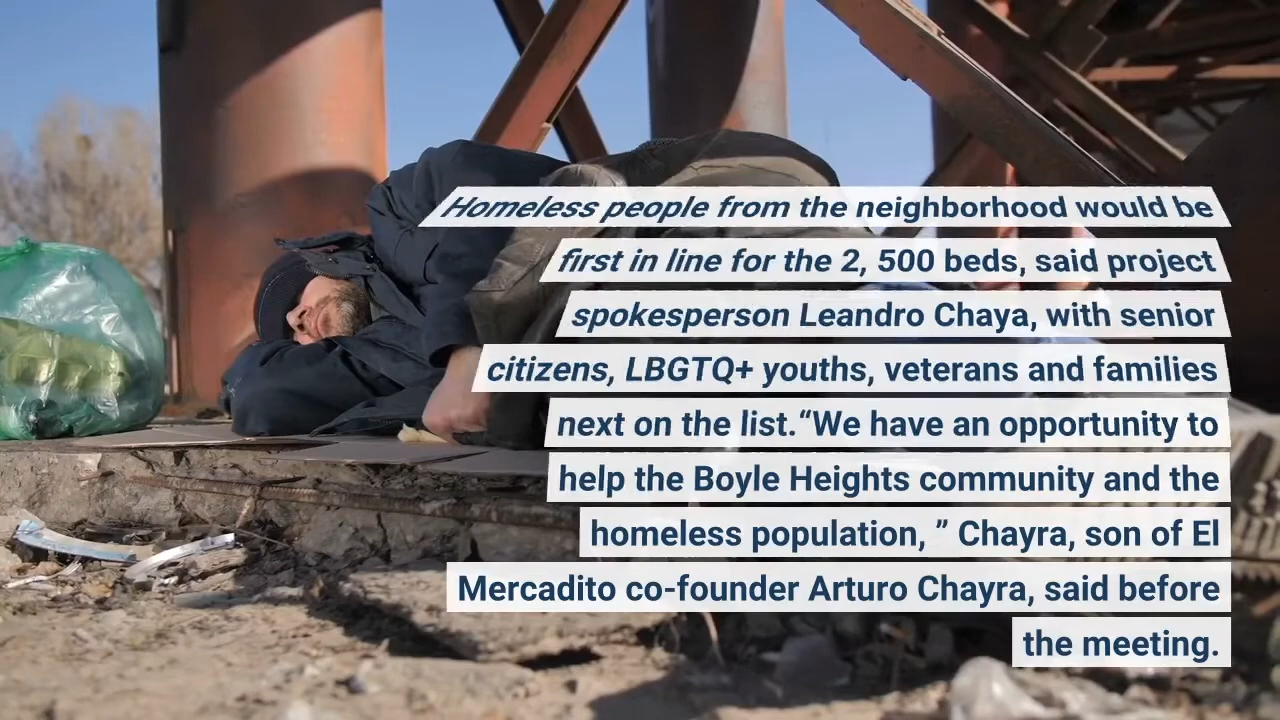 Homeless people from the neighborhood would be
first in line for the 2, 500 beds, said project
spokesperson Leandro Chaya, with senior
citizens, LBGTQ+ youths, veterans and families
next on the list.“We have an opportunity to
help the Boyle Heights community and the
homeless population, ” Chayra, son of El
Mercadito co-founder Arturo Chayra, said before
the meeting.